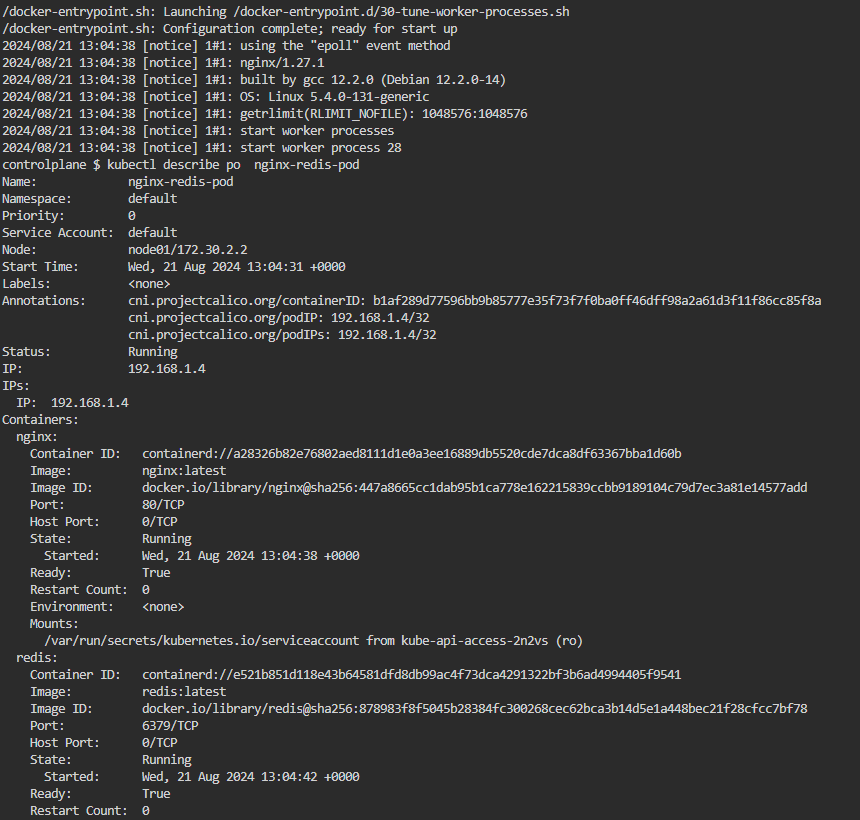 /docker-entrypoint.sh: Launching /docker-entrypoint.d/30-tune-worker-processes.sh
/docker-entrypoint.sh: Configuration complete; ready for start up
2024/08/21 13:04:38 [notice] 1#1: using the "epoll" event method
2024/08/21 13:04:38 [notice] 1#1: nginx/1.27.1
2024/08/21 13:04:38 [notice] 1#1: built by gcc 12.2.0 (Debian 12.2.0-14)
2024/08/21 13:04:38 [notice] 1#1: OS: Linux 5.4.0-131-generic
2024/08/21 13:04:38 [notice] 1#1: getrlimit(RLIMIT_NOFILE): 1048576:1048576
2024/08/21 13:04:38 [notice] 1#1: start worker processes
2024/08/21 13:04:38 [notice] 1#1: start worker process 28
controlplane $ kubectl describe po  nginx-redis-pod
Name:             nginx-redis-pod
Namespace:        default
Priority:         0
Service Account:  default
Node:             node01/172.30.2.2
Start Time:       Wed, 21 Aug 2024 13:04:31 +0000
Labels:           <none>
Annotations:      cni.projectcalico.org/containerID: b1af289d77596bb9b85777e35f73f7f0ba0ff46dff98a2a61d3f11f86cc85f8a
                  cni.projectcalico.org/podIP: 192.168.1.4/32
                  cni.projectcalico.org/podIPs: 192.168.1.4/32
Status:           Running
IP:               192.168.1.4
IPs:
  IP:  192.168.1.4
Containers:
  nginx:
    Container ID:   containerd://a28326b82e76802aed8111d1e0a3ee16889db5520cde7dca8df63367bba1d60b
    Image:          nginx:latest
    Image ID:       docker.io/library/nginx@sha256:447a8665cc1dab95b1ca778e162215839ccbb9189104c79d7ec3a81e14577add
    Port:           80/TCP
    Host Port:      0/TCP
    State:          Running
      Started:      Wed, 21 Aug 2024 13:04:38 +0000
    Ready:          True
    Restart Count:  0
    Environment:    <none>
    Mounts:
      /var/run/secrets/kubernetes.io/serviceaccount from kube-api-access-2n2vs (ro)
  redis:
    Container ID:   containerd://e521b851d118e43b64581dfd8db99ac4f73dca4291322bf3b6ad4994405f9541
    Image:          redis:latest
    Image ID:       docker.io/library/redis@sha256:878983f8f5045b28384fc300268cec62bca3b14d5e1a448bec21f28cfcc7bf78
    Port:           6379/TCP
    Host Port:      0/TCP
    State:          Running
      Started:      Wed, 21 Aug 2024 13:04:42 +0000
    Ready:          True
    Restart Count:  0